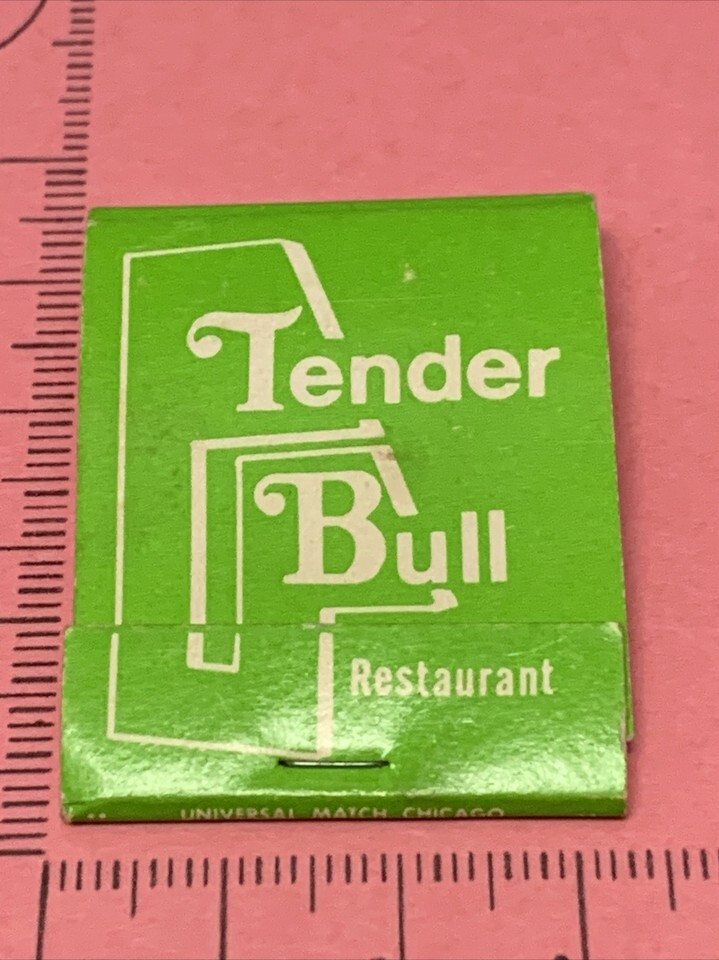 Tender
Bull
Restaurant
UNIVERSAL MATCH CHICAGO